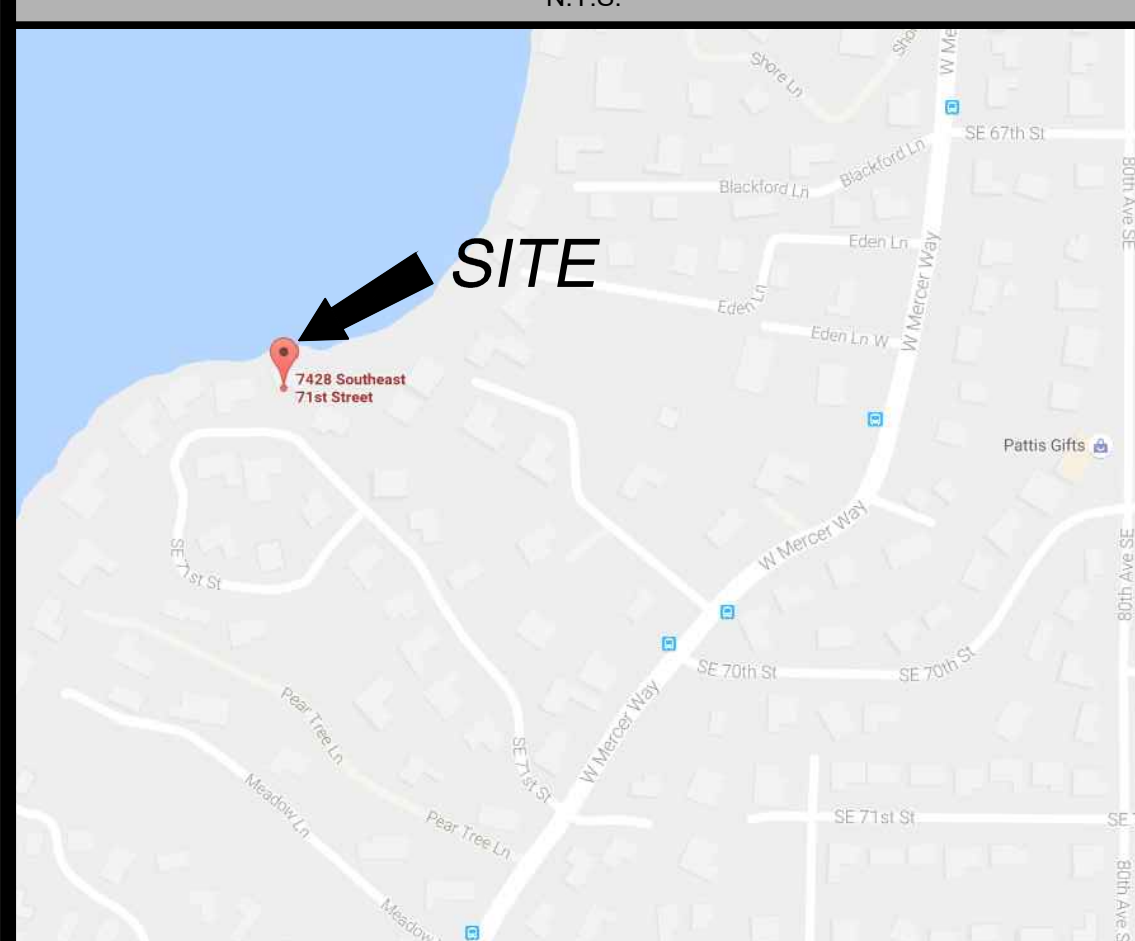 N.T.S.
Shore Ln
W Me
SE 67th St
Blackford Ln
Blackford Ln
80th Ave SE
SITE
Eden Ln
Eden Ln
W Mercer Way
Eden Ln W
7428 Southeast
71st Street
Pattis Gifts
W Mercer Way
SE 71st St
80th Ave SE
SE 70th St
SE 70th St
W Mercer Way
Pear Tree Ln
SE 71st St
Meadow Ln
Pear Tree Ln
SE 71st St
SE
80th Ave S
Meadow